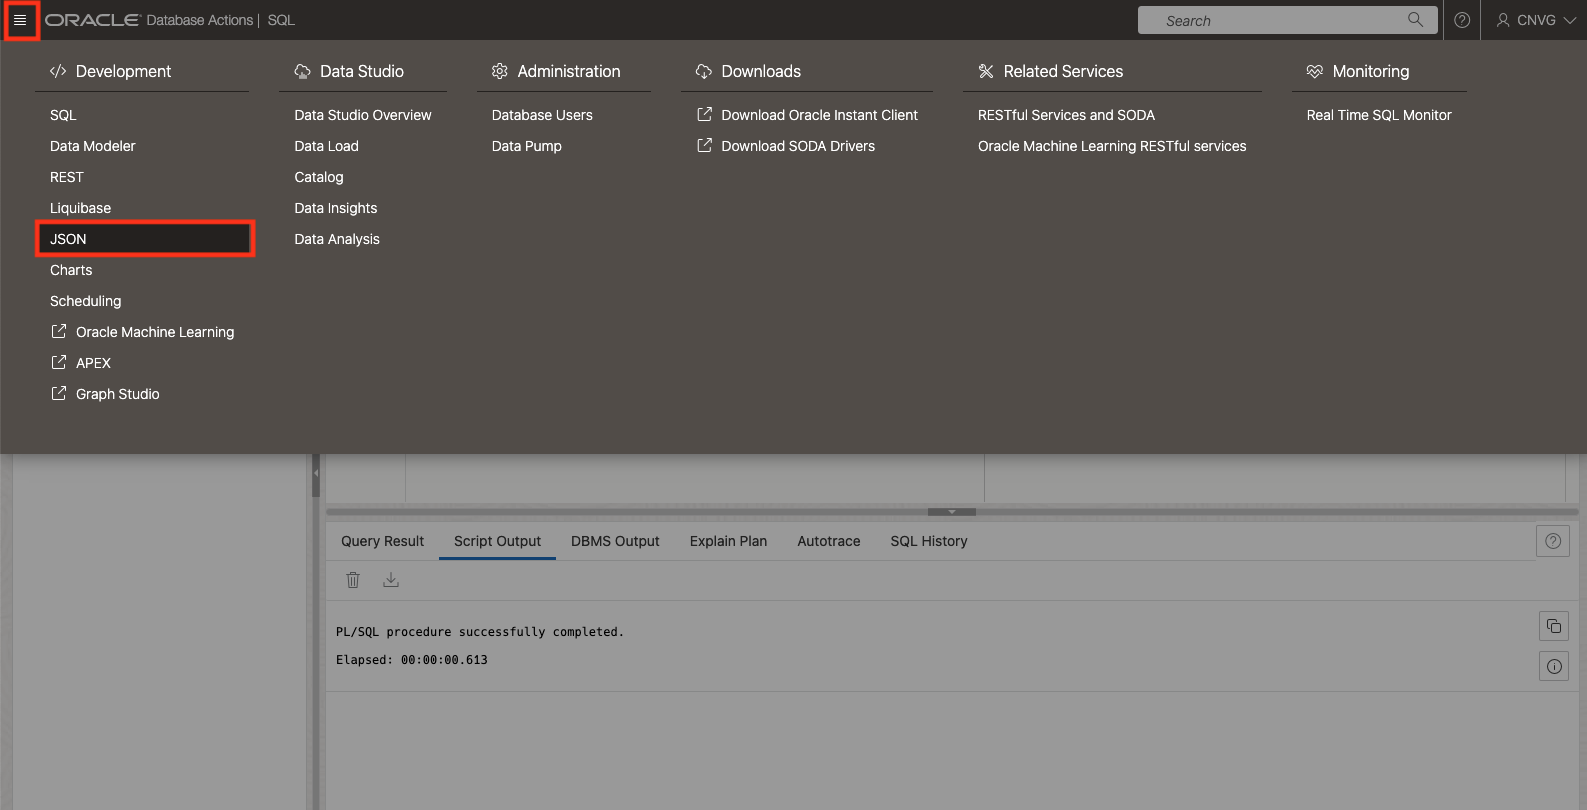 ORACLE Database Actions | SQL
Search
CNVG
Development
SQL
Data Modeler
REST
Liquibase
JSON
Charts
Scheduling
Oracle Machine Learning
APEX
Graph Studio
Data Studio
Data Studio Overview
Data Load
Catalog
Data Insights
Data Analysis
Administration
Database Users
Data Pump
Downloads
Download Oracle Instant Client
Download SODA Drivers
Related Services
RESTful Services and SODA
Oracle Machine Learning RESTful services
Monitoring
Real Time SQL Monitor
Query Result Script Output DBMS Output Explain Plan Autotrace SQL History
PL/SQL procedure successfully completed.
Elapsed: 00:00:00.613